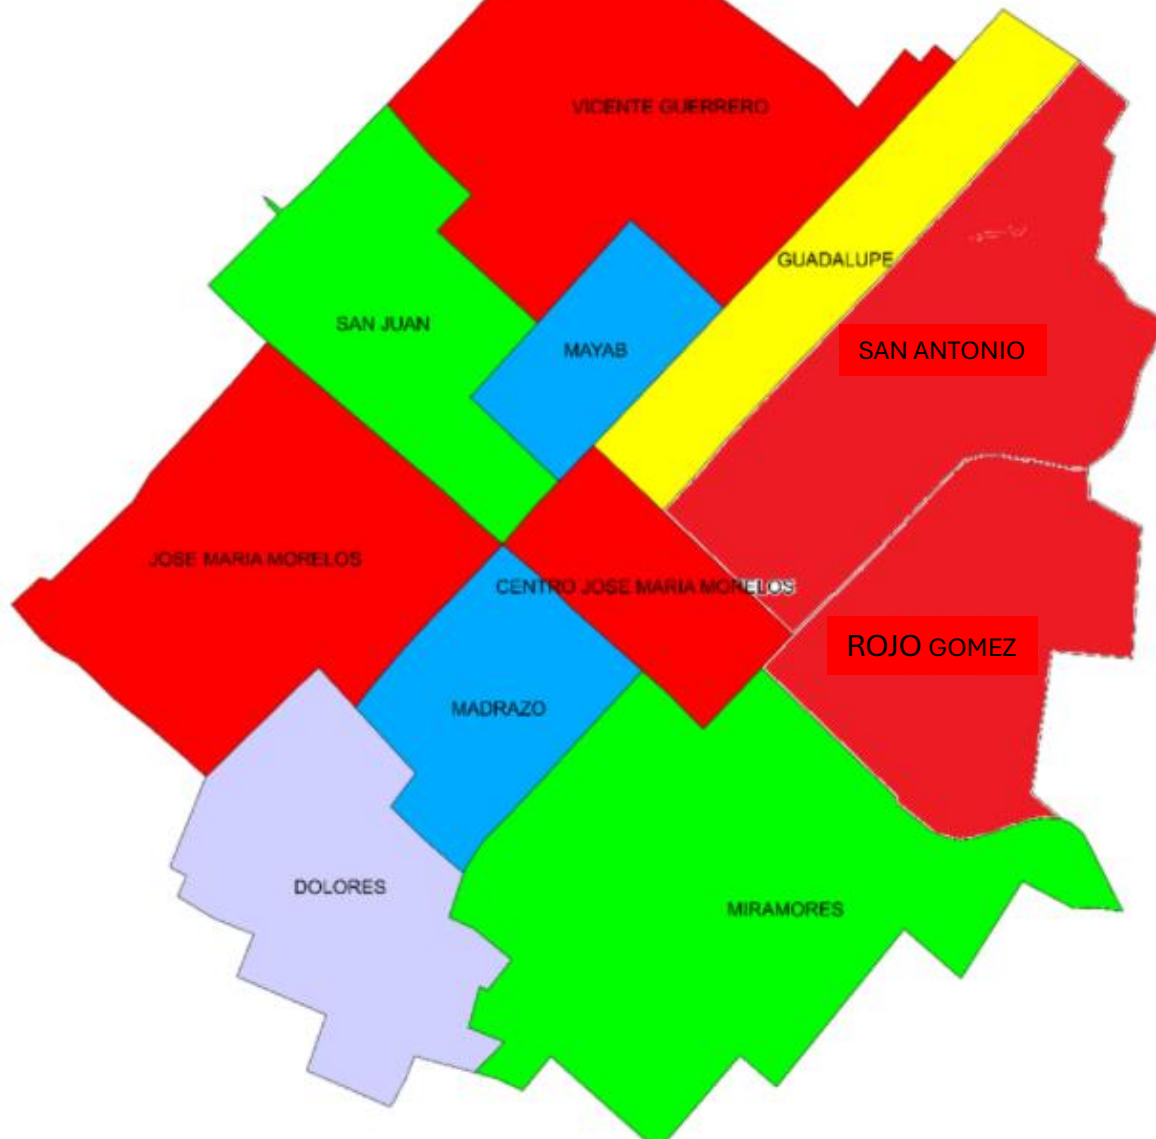 VICENTE GUERRERO
GUADALUPE
SAN JUAN
MAYAB
SAN ANTONIO
JOSE MARIA MORELOS
CENTRO JOSE MARIA MORELOS
ROJO GOMEZ
MADRAZO
DOLORES
MIRAMORES